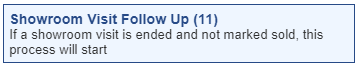 Showroom Visit Follow Up (11)
If a showroom visit is ended and not marked sold, this
process will start